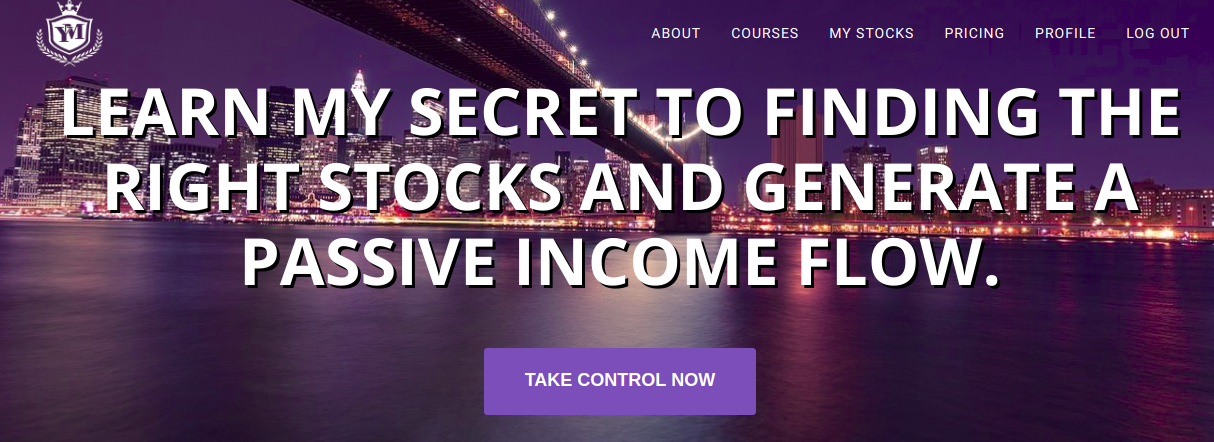 YM
ABOUT COURSES MY STOCKS PRICING PROFILE LOG OUT
LEARN MY SECRET TO FINDING THE
RIGHT STOCKS AND GENERATE A
PASSIVE INCOME FLOW.
TAKE CONTROL NOW